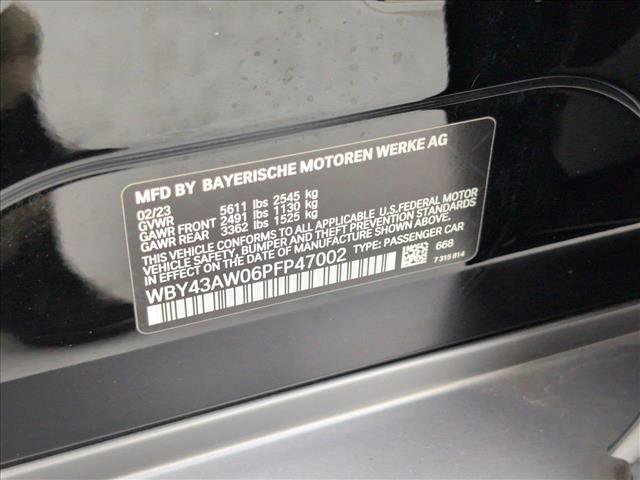 MFD BY BAYERISCHE MOTOREN WERKE AG
02/23
GVWR 5611 lbs 2545 kg
GAWR FRONT 2491 lbs 1130 kg
GAWR REAR 3362 lbs 1525 kg
THIS VEHICLE CONFORMS TO ALL APPLICABLE U.S.FEDERAL MOTOR
VEHICLE SAFETY, BUMPER AND THEFT PREVENTION STANDARDS
IN EFFECT ON THE DATE OF MANUFACTURE SHOWN ABOVE.
WBY43AW06PFP47002 TYPE: PASSENGER CAR
668
7 315 814